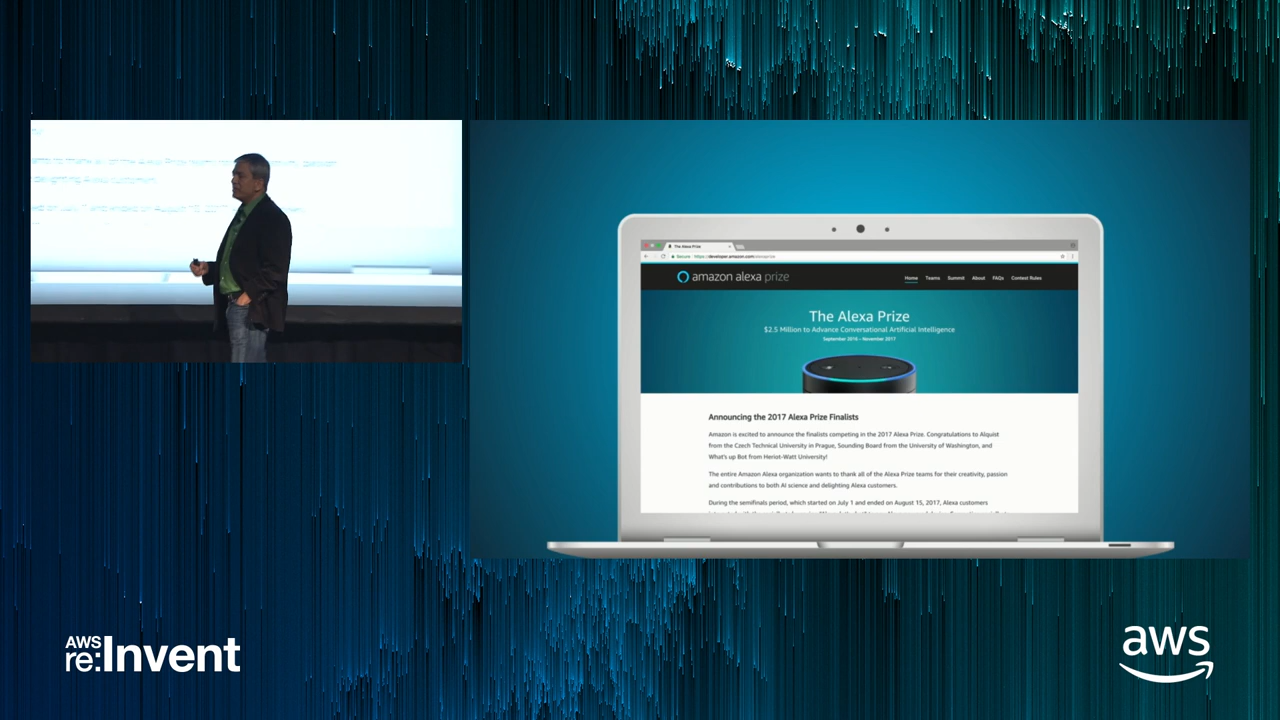 The Alexa Prize
Secure https://developer.amazon.com/alexaprize
amazon alexa prize
Home Teams Summit About FAQs Contest Rules
The Alexa Prize
$2.5 Million to Advance Conversational Artificial Intelligence
September 2016 – November 2017
Announcing the 2017 Alexa Prize Finalists
Amazon is excited to announce the finalists competing in the 2017 Alexa Prize. Congratulations to Alquist
from the Czech Technical University in Prague, Sounding Board from the University of Washington, and
What's up Bot from Heriot-Watt University!
The entire Amazon Alexa organization wants to thank all of the Alexa Prize teams for their creativity, passion
and contributions to both AI science and delighting Alexa customers.
During the semifinals period, which started on July 1 and ended on August 15, 2017, Alexa customers
AWS
re:Invent
aws